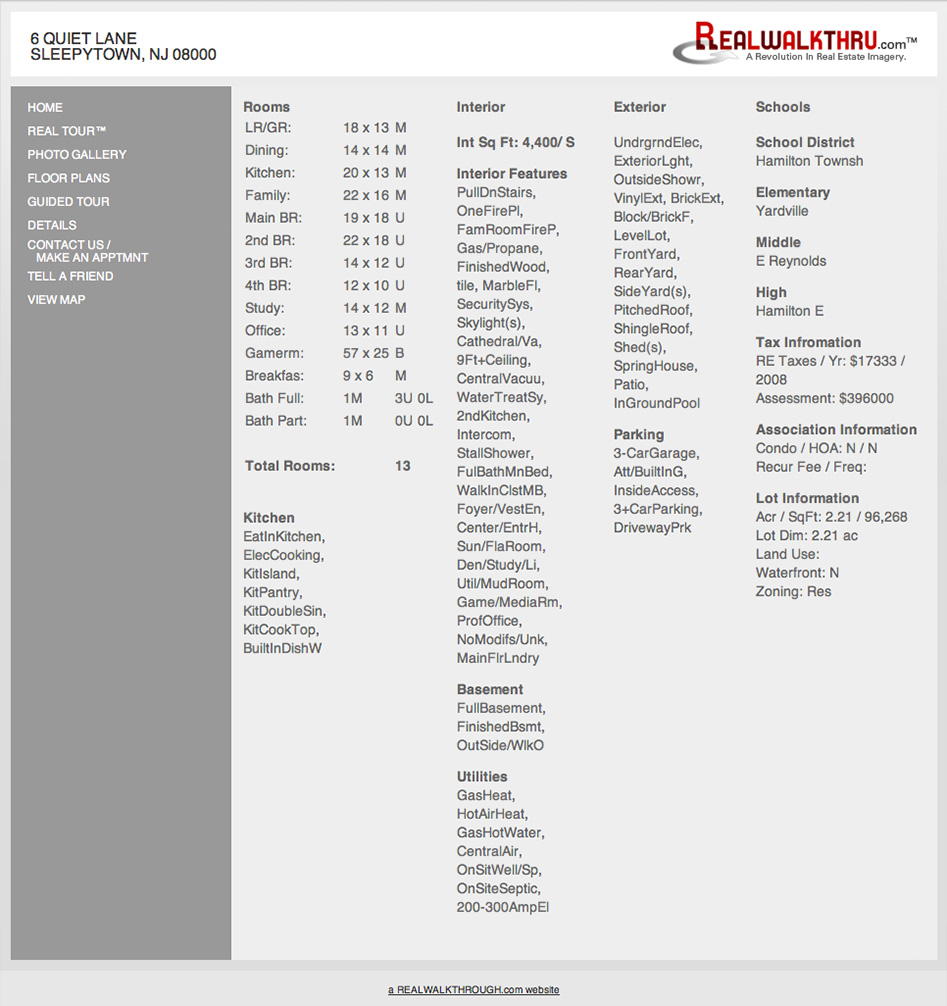 6 QUIET LANE
SLEEPYTOWN, NJ 08000
REALWALKTHRU.com™
A Revolution In Real Estate Imagery.
HOME
REAL TOUR™
PHOTO GALLERY
FLOOR PLANS
GUIDED TOUR
DETAILS
CONTACT US /
MAKE AN APPTMNT
TELL A FRIEND
VIEW MAP
Rooms
LR/GR: 18 x 13 M
Dining: 14 x 14 M
Kitchen: 20 x 13 M
Family: 22 x 16 M
Main BR: 19 x 18 U
2nd BR: 22 x 18 U
3rd BR: 14 x 12 U
4th BR: 12 x 10 U
Study: 14 x 12 M
Office: 13 x 11 U
Gamerm: 57 x 25 B
Breakfas: 9 x 6 M
Bath Full: 1M 3U 0L
Bath Part: 1M 0U 0L
Total Rooms: 13
Kitchen
EatInKitchen,
ElecCooking,
KitIsland,
KitPantry,
KitDoubleSin,
KitCookTop,
BuiltInDishW
Interior
Int Sq Ft: 4,400/ S
Interior Features
PullDnStairs,
OneFirePl,
FamRoomFireP,
Gas/Propane,
FinishedWood,
tile, MarbleFl,
SecuritySys,
Skylight(s),
Cathedral/Va,
9Ft+Ceiling,
CentralVacuu,
WaterTreatSy,
2ndKitchen,
Intercom,
StallShower,
FulBathMnBed,
WalkInClstMB,
Foyer/VestEn,
Center/EntrH,
Sun/FlaRoom,
Den/Study/Li,
Util/MudRoom,
Game/MediaRm,
ProfOffice,
NoModifs/Unk,
MainFlrLndry
Basement
FullBasement,
FinishedBsmt,
OutSide/WlkO
Utilities
GasHeat,
HotAirHeat,
GasHotWater,
CentralAir,
OnSitWell/Sp,
OnSiteSeptic,
200-300AmpEl
Exterior
UndrgrndElec,
ExteriorLght,
OutsideShowr,
VinylExt, BrickExt,
Block/BrickF,
LevelLot,
FrontYard,
RearYard,
SideYard(s),
PitchedRoof,
ShingleRoof,
Shed(s),
SpringHouse,
Patio,
InGroundPool
Parking
3-CarGarage,
Att/BuiltInG,
InsideAccess,
3+CarParking,
DrivewayPrk
Schools
School District
Hamilton Townsh
Elementary
Yardville
Middle
E Reynolds
High
Hamilton E
Tax Infromation
RE Taxes / Yr: $17333 /
2008
Assessment: $396000
Association Information
Condo / HOA: N / N
Recur Fee / Freq:
Lot Information
Acr / SqFt: 2.21 / 96,268
Lot Dim: 2.21 ac
Land Use:
Waterfront: N
Zoning: Res
a REALWALKTHROUGH.com website